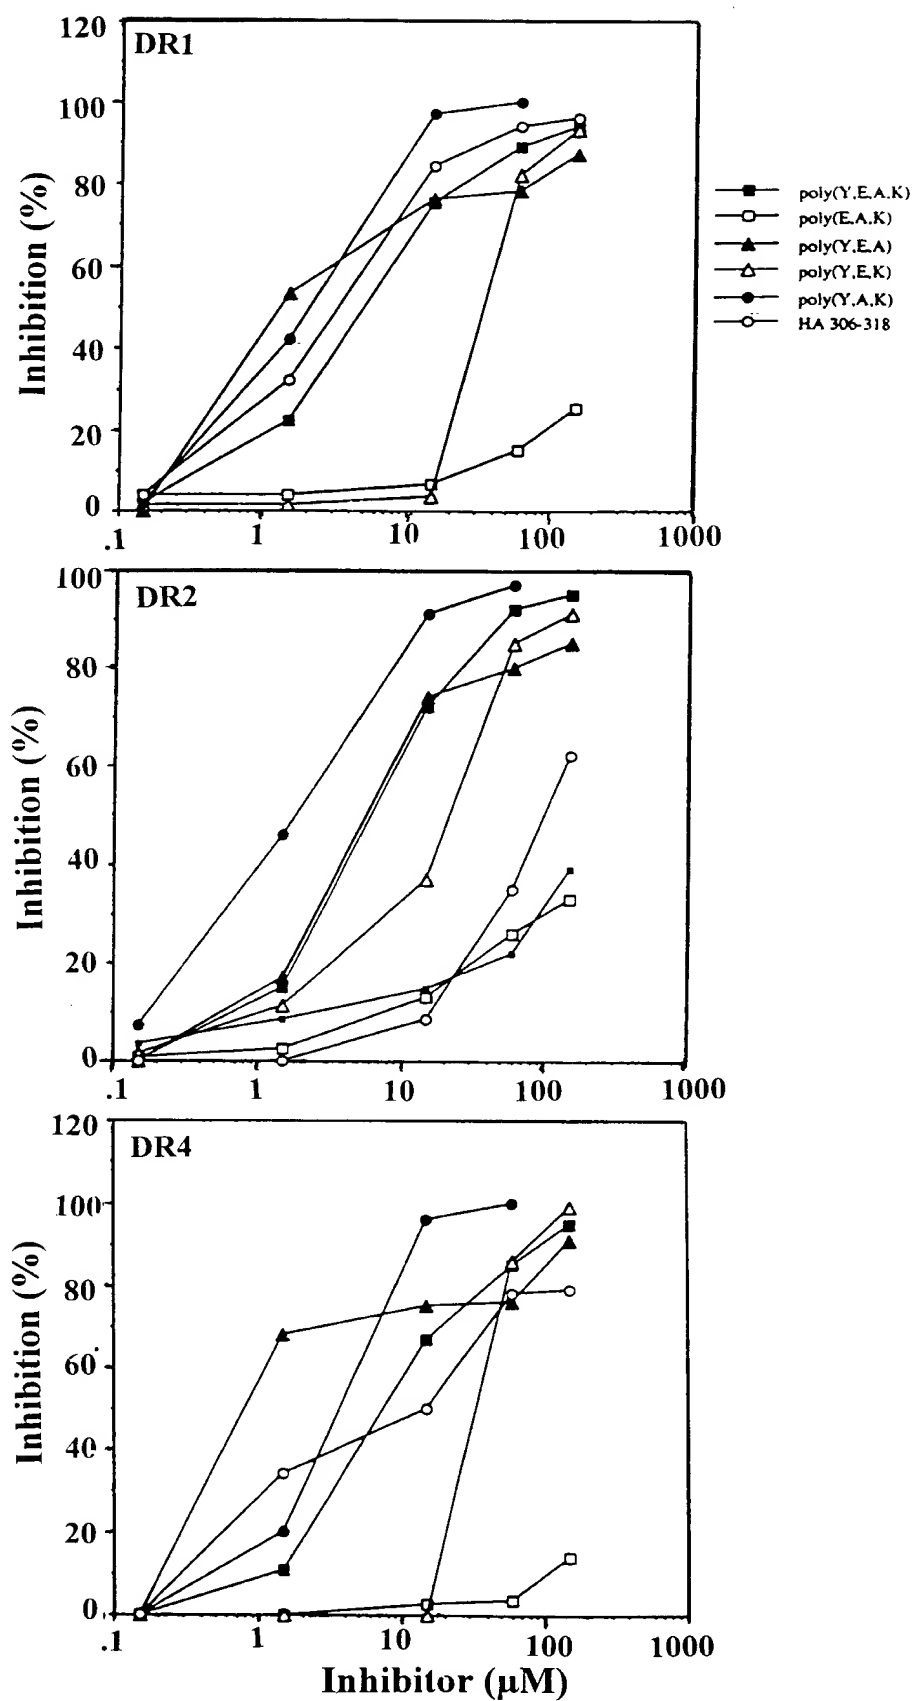 120
DR1
100
80
60
40
20
0
Inhibition (%)
.1 1 10 100 1000
poly(Y,E,A,K)
poly(E,A,K)
poly(Y,E,A)
poly(Y,E,K)
poly(Y,A,K)
HA 306-318
100
DR2
80
60
40
20
0
Inhibition (%)
.1 1 10 100 1000
120
DR4
100
80
60
40
20
0
Inhibition (%)
.1 1 10 100 1000
Inhibitor (μM)